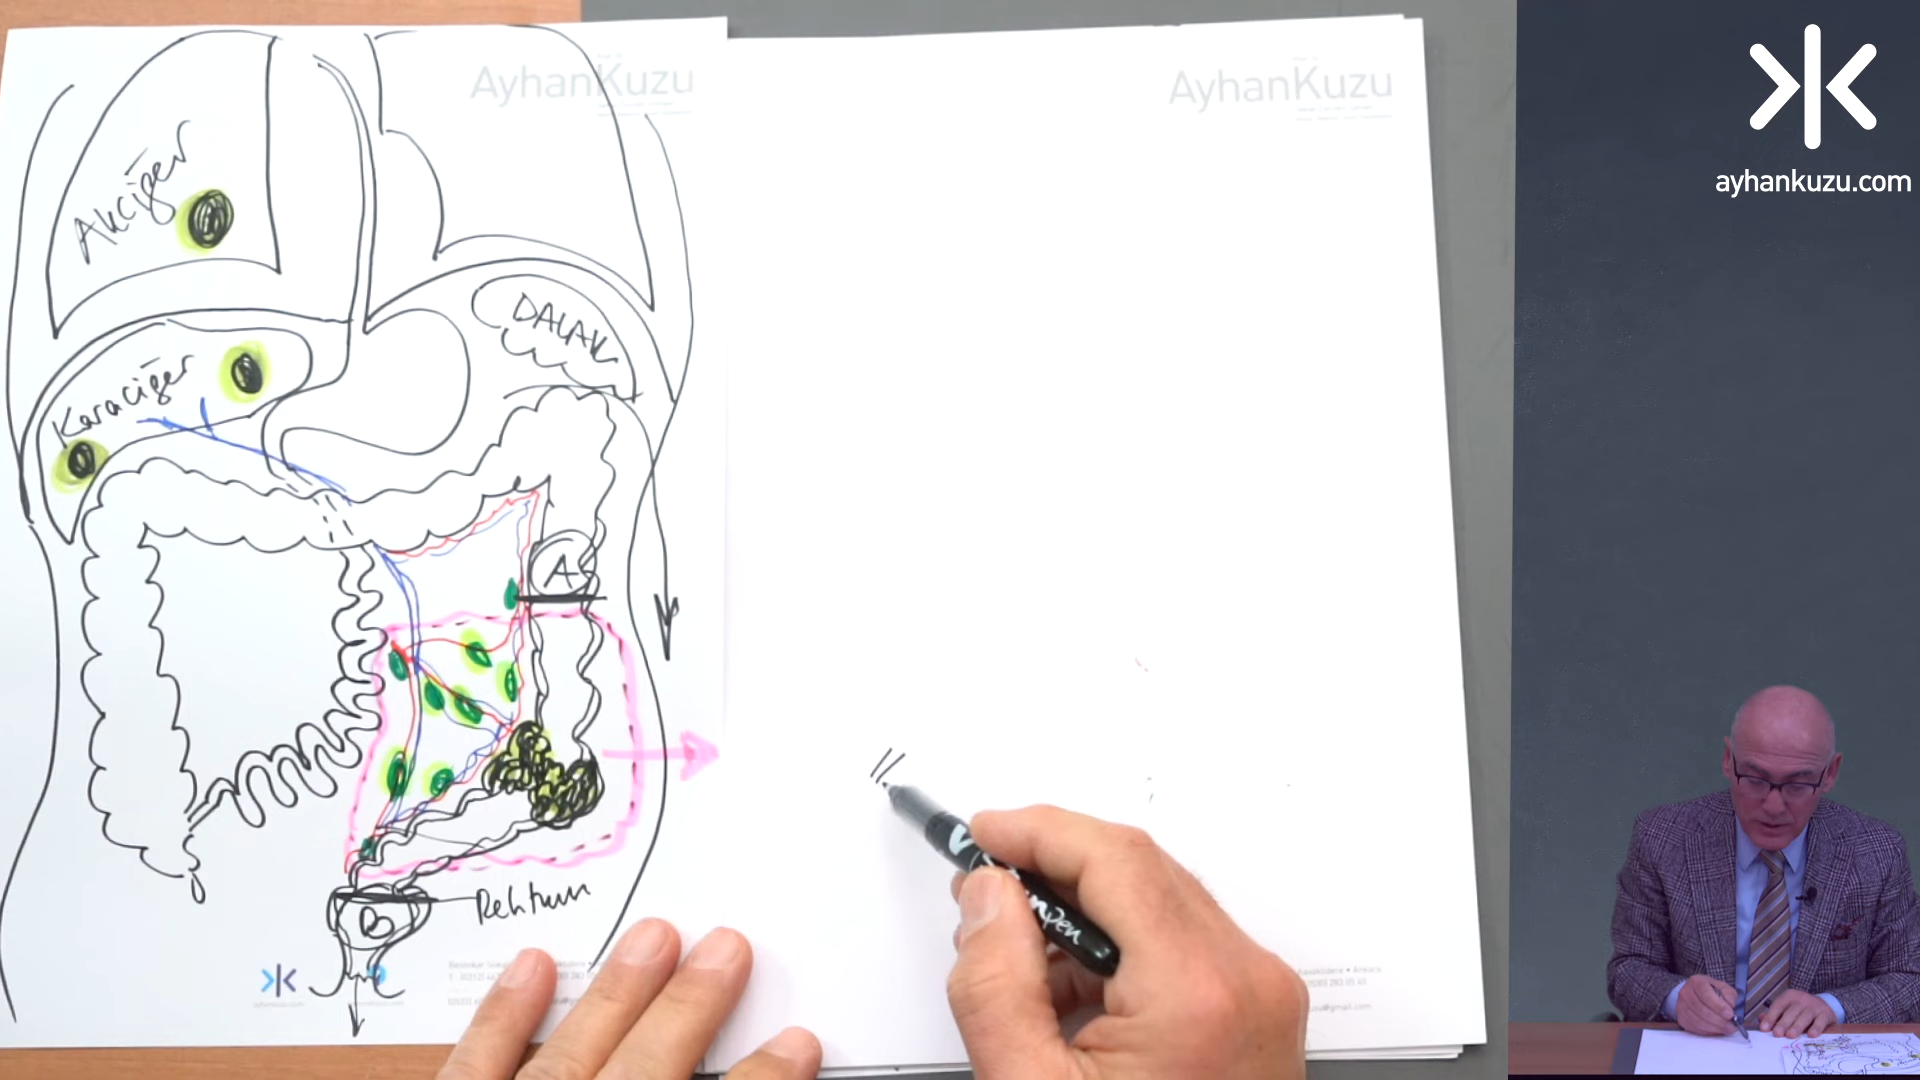 AyhanKuzu
Akciğer
DALAK
Karaciğer
A
B
Rektum
AyhanKuzu
ayhankuzu.com